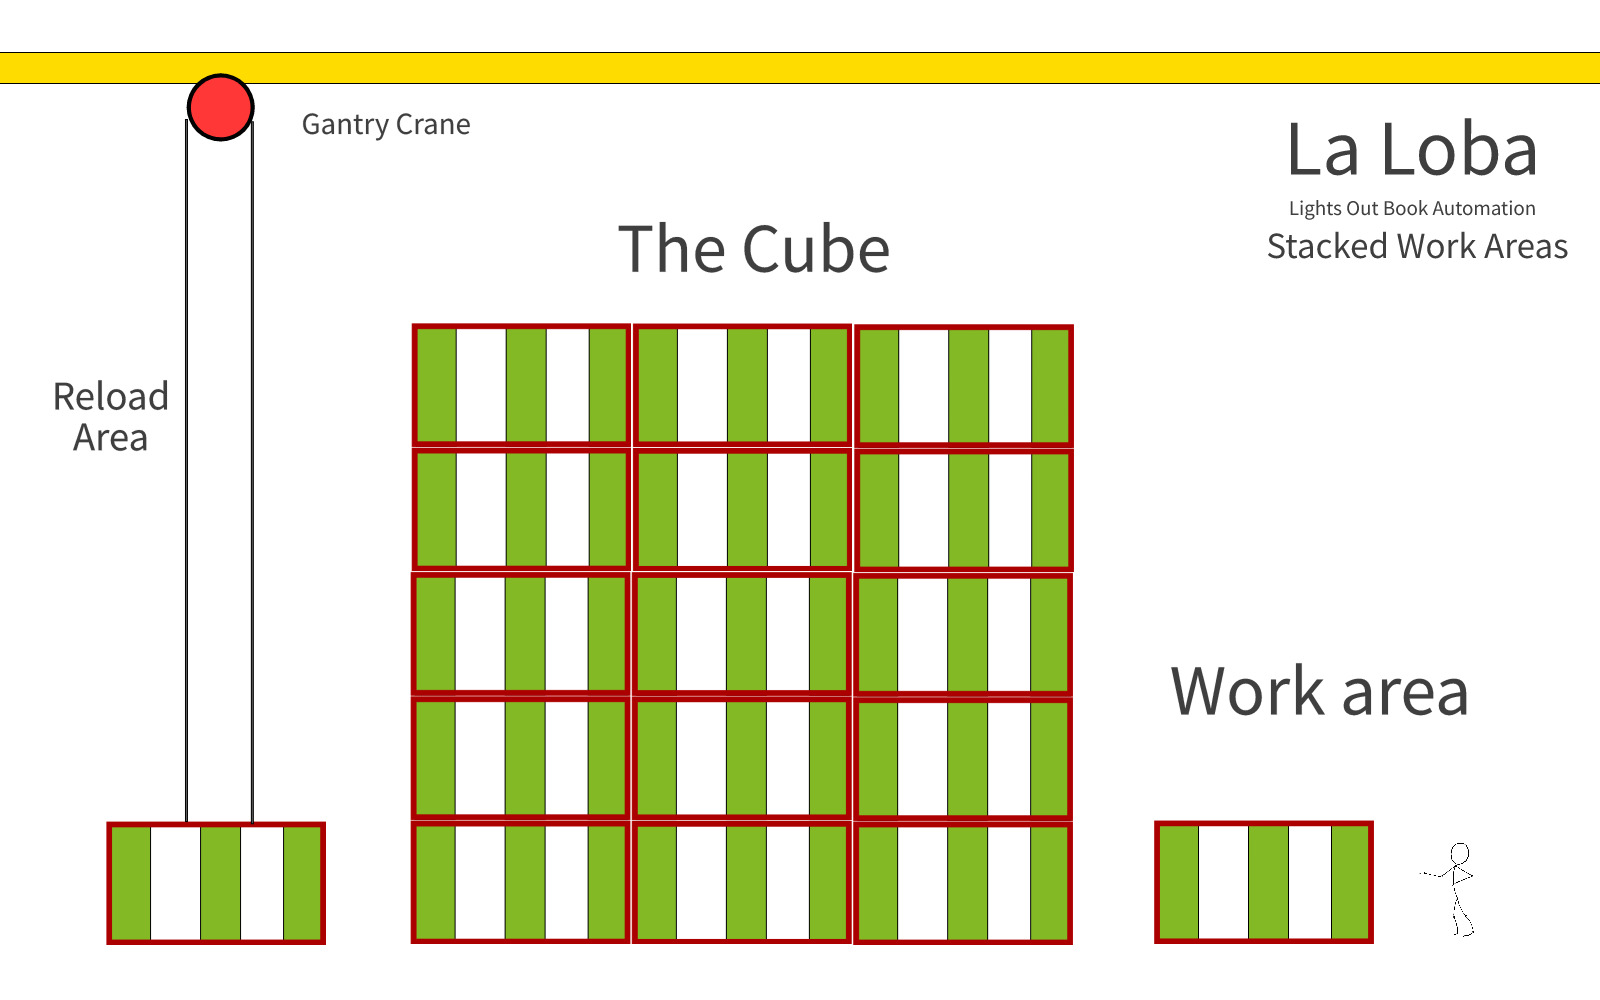 Gantry Crane
La Loba
Lights Out Book Automation
Stacked Work Areas
The Cube
Reload
Area
Work area